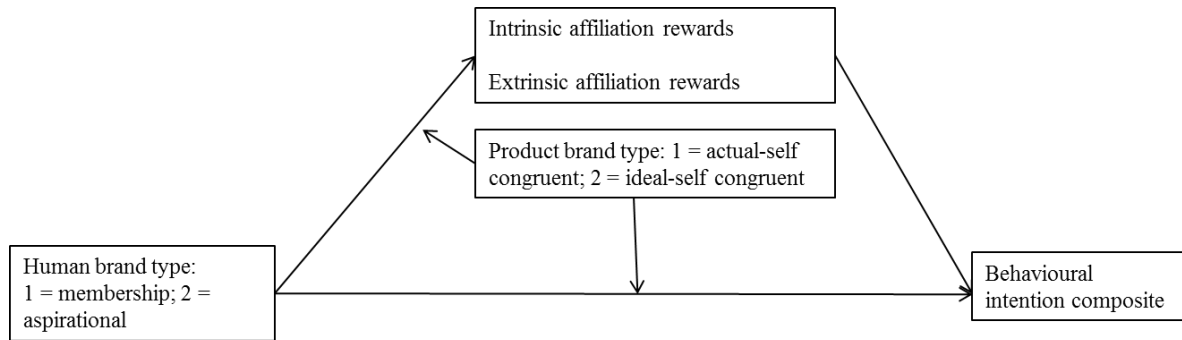 Intrinsic affiliation rewards
Extrinsic affiliation rewards
Product brand type: 1 = actual-self
congruent; 2 = ideal-self congruent
Human brand type:
1 = membership; 2 =
aspirational
Behavioural
intention composite